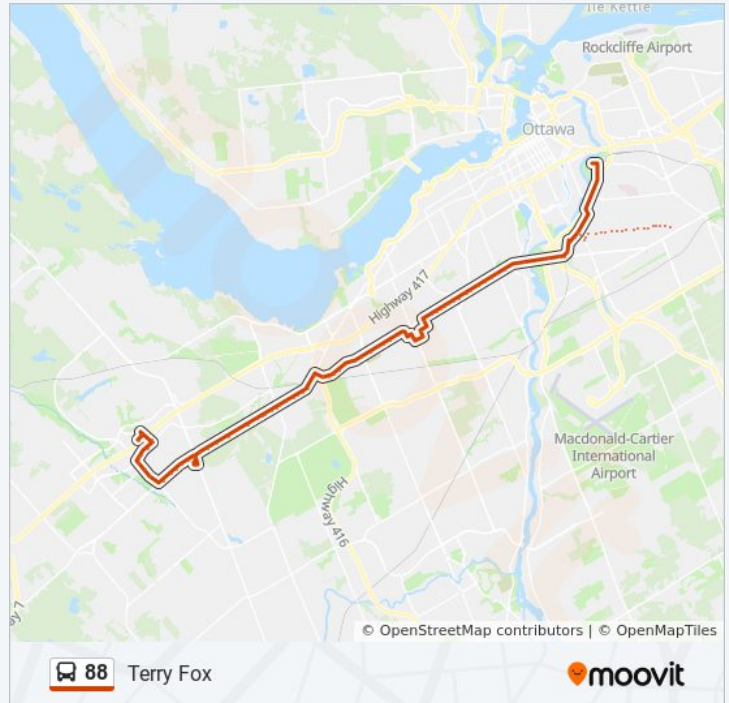 Île Kettle
Rockcliffe Airport
Ottawa
Highway 417
Macdonald-Cartier
International
Airport
Highway 416
way 7
© OpenStreetMap contributors | © OpenMapTiles
88 Terry Fox
moovit